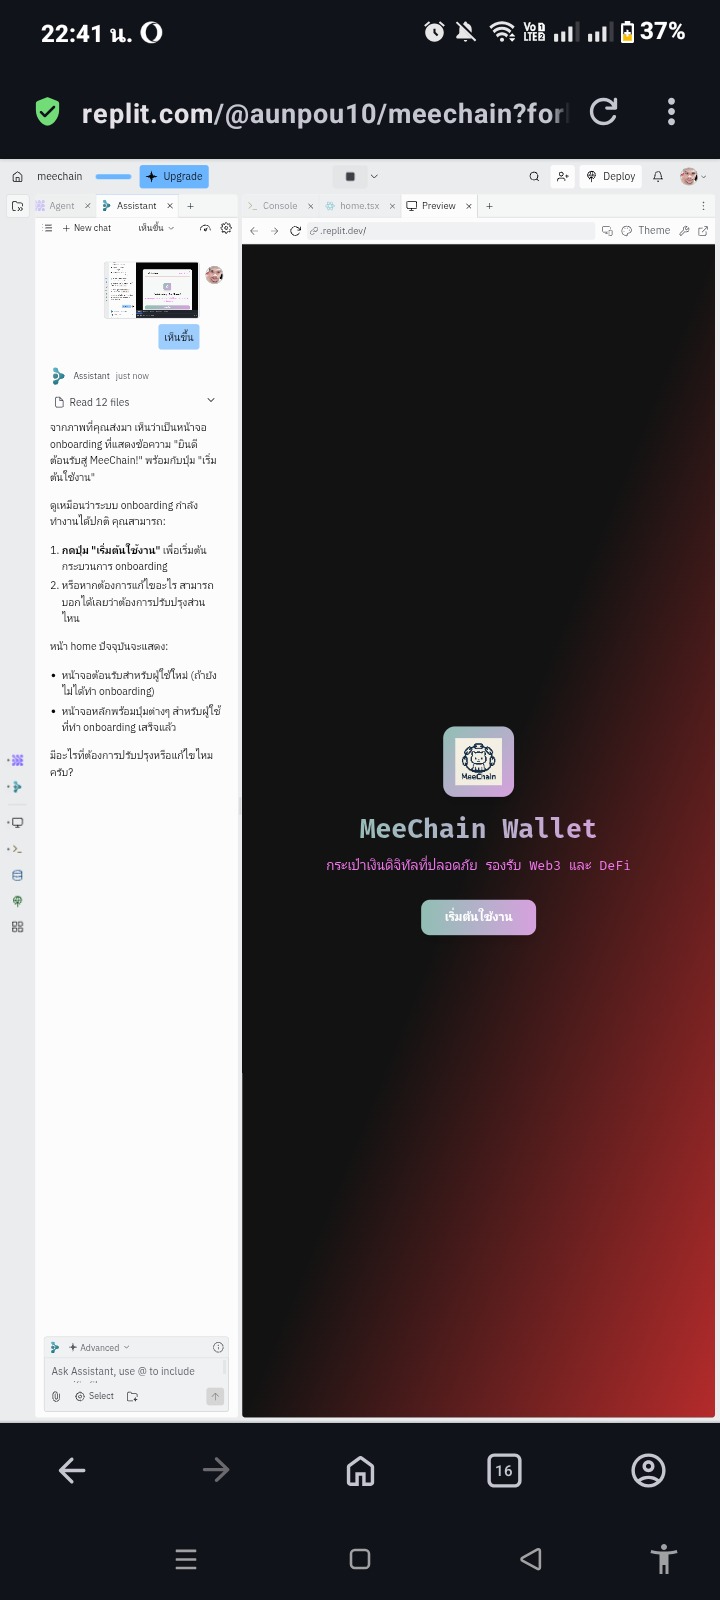 22:41 น.
Vo LTE 2
37%
replit.com/@aunpou10/meechain?for
meechain
Upgrade
Deploy
Agent
Assistant
Console
home.tsx
Preview
New chat
เห็นขึ้น
.replit.dev/
Theme
เห็นขึ้น
Assistant just now
Read 12 files
จากภาพที่คุณส่งมา เห็นว่าเป็นหน้าจอ
onboarding ที่แสดงข้อความ "ยินดี
ต้อนรับสู่ MeeChain!" พร้อมกับปุ่ม "เริ่ม
ต้นใช้งาน"
ดูเหมือนว่าระบบ onboarding กำลัง
ทำงานได้ปกติ คุณสามารถ:
1. กดปุ่ม "เริ่มต้นใช้งาน" เพื่อเริ่มต้น
กระบวนการ onboarding
2. หรือหากต้องการแก้ไขอะไร สามารถ
บอกได้เลยว่าต้องการปรับปรุงส่วน
ไหน
หน้า home ปัจจุบันจะแสดง:
• หน้าจอต้อนรับสำหรับผู้ใช้ใหม่ (ถ้ายัง
ไม่ได้ทำ onboarding)
• หน้าจอหลักพร้อมปุ่มต่างๆ สำหรับผู้ใช้
ที่ทำ onboarding เสร็จแล้ว
มีอะไรที่ต้องการปรับปรุงหรือแก้ไขไหม
ครับ?
MeeChain
MeeChain Wallet
กระเป๋าเงินดิจิทัลที่ปลอดภัย รองรับ Web3 และ DeFi
เริ่มต้นใช้งาน
Advanced
Ask Assistant, use @ to include
Select
16